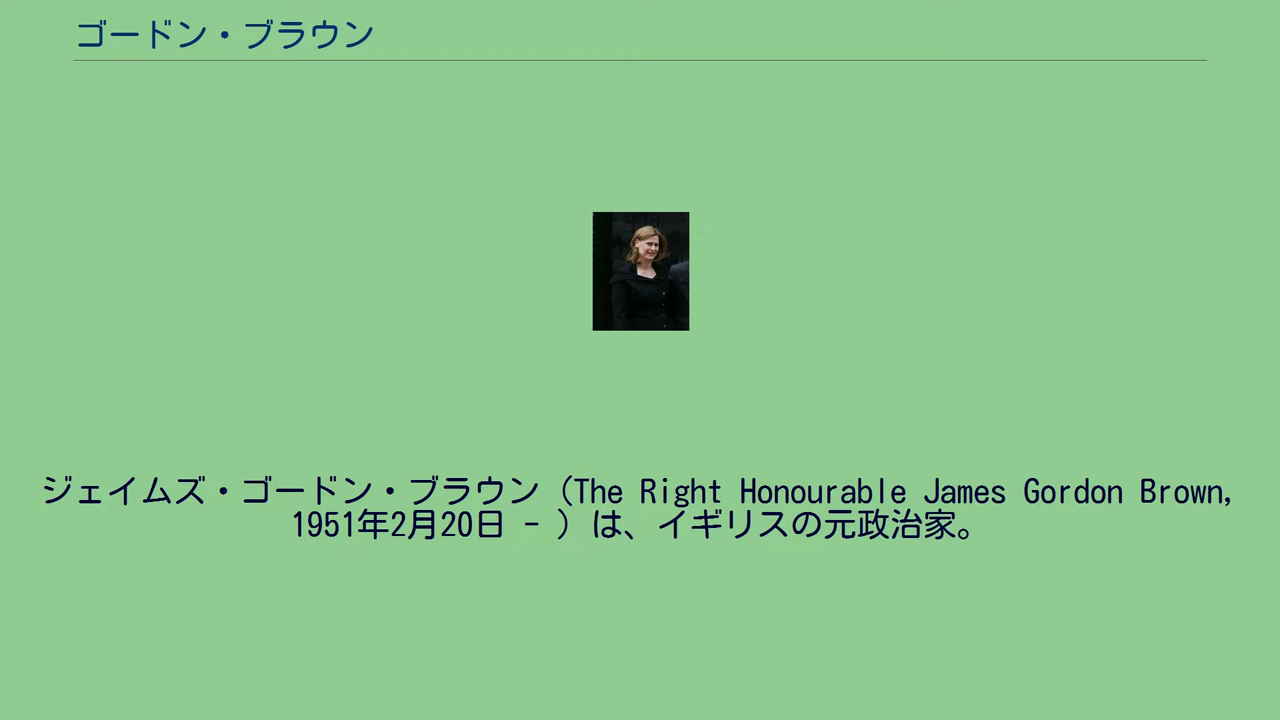 ゴードン・ブラウン
ジェイムズ・ゴードン・ブラウン（The Right Honourable James Gordon Brown,
1951年2月20日 - ）は、イギリスの元政治家。